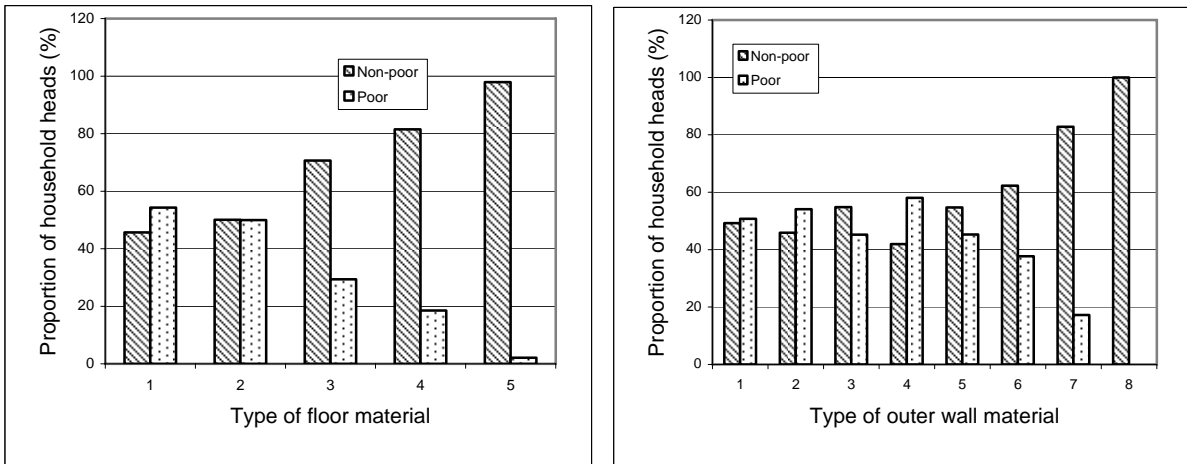 Proportion of household heads (%)
120
100
80
60
40
20
0
Non-poor
Poor
1 2 3 4 5
Type of floor material
Proportion of household heads (%)
120
100
80
60
40
20
0
Non-poor
Poor
1 2 3 4 5 6 7 8
Type of outer wall material